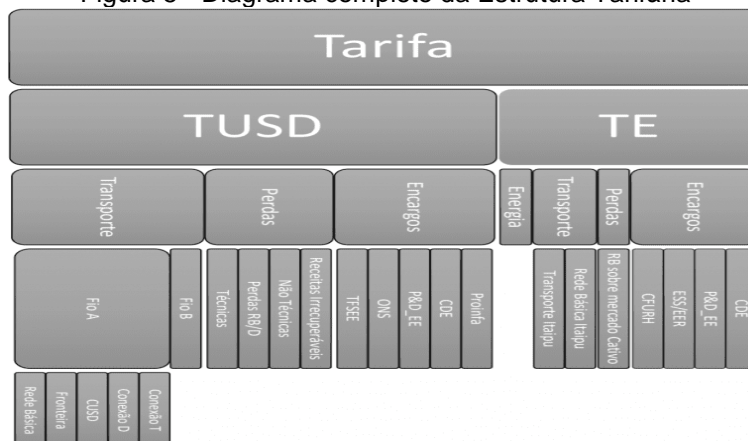 Figura 3 - Diagrama completo da Estrutura Tarifária
Tarifa
TUSD
TE
Transporte
Perdas
Encargos
Energia
Transporte
Perdas
Encargos
Fio A
Fio B
Técnicas
Perdas RB/D
Não Técnicas
Receitas Irrecuperáveis
TFSEE
ONS
P&D_EE
CDE
Proinfa
Transporte Itaipu
Rede Básica Itaipu
RB sobre mercado Cativo
CFURH
ESS/EER
P&D_EE
CDE
Rede Básica
Fronteira
CUSD
Conexão D
Conexão T